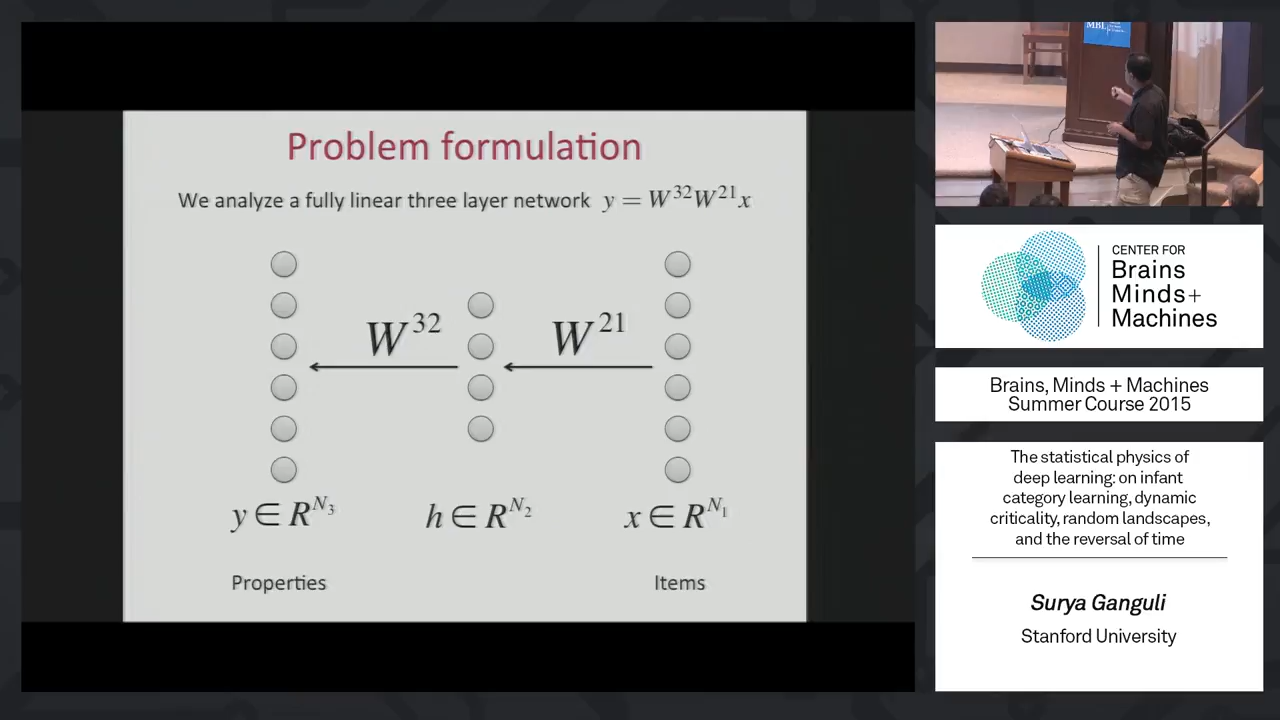 Problem formulation
We analyze a fully linear three layer network y = W³²W²¹x
W³²
W²¹
y ∈ R^{N₃}
h ∈ R^{N₂}
x ∈ R^{N₁}
Properties
Items
MBL
CENTER FOR
Brains
Minds+
Machines
Brains, Minds + Machines
Summer Course 2015
The statistical physics of
deep learning: on infant
category learning, dynamic
criticality, random landscapes,
and the reversal of time
Surya Ganguli
Stanford University